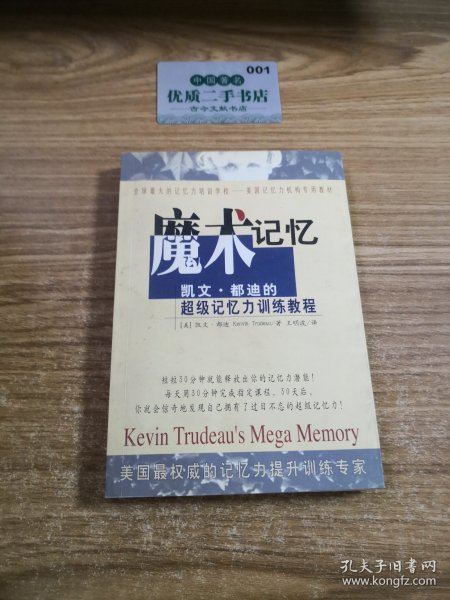 001
中国著名
优质二手书店
古今文献书店
全球最大的记忆力培训学校——美国记忆力机构专用教材
魔术记忆
凯文·都迪的
超级记忆力训练教程
[美] 凯文·都迪 Kevin Trudeau/著 王明波/译
短短30分钟就能释放出你的记忆力潜能!
每天用30分钟完成指定课程,30天后,
你就会惊奇地发现自己拥有了过目不忘的超级记忆力!
Kevin Trudeau's Mega Memory
美国最权威的记忆力提升训练专家
孔夫子旧书网
www.kongfz.com